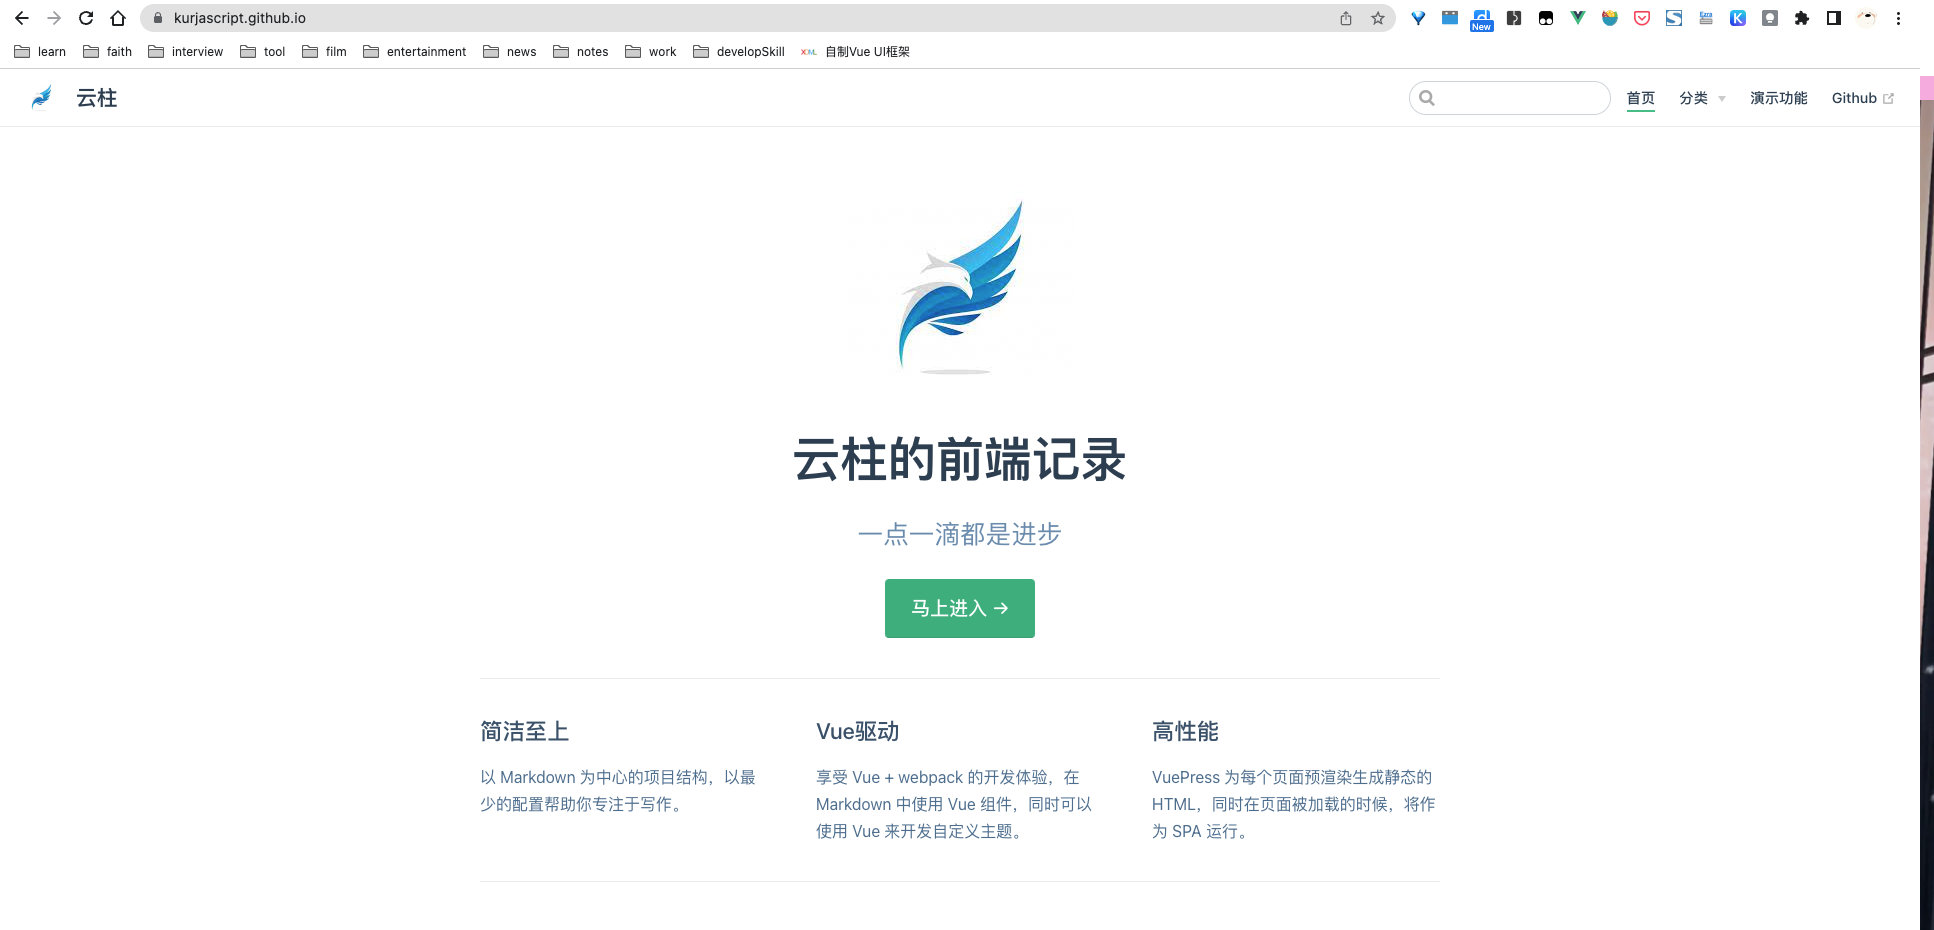 kurjascript.github.io
New
Ezra
K
learn faith interview tool film entertainment news notes work developSkill 自制Vue UI框架
云柱 首页 分类 演示功能 Github
云柱的前端记录
一点一滴都是进步
马上进入 →
简洁至上
以 Markdown 为中心的项目结构，以最
少的配置帮助你专注于写作。
Vue驱动
享受 Vue + webpack 的开发体验，在
Markdown 中使用 Vue 组件，同时可以
使用 Vue 来开发自定义主题。
高性能
VuePress 为每个页面预渲染生成静态的
HTML，同时在页面被加载的时候，将作
为 SPA 运行。